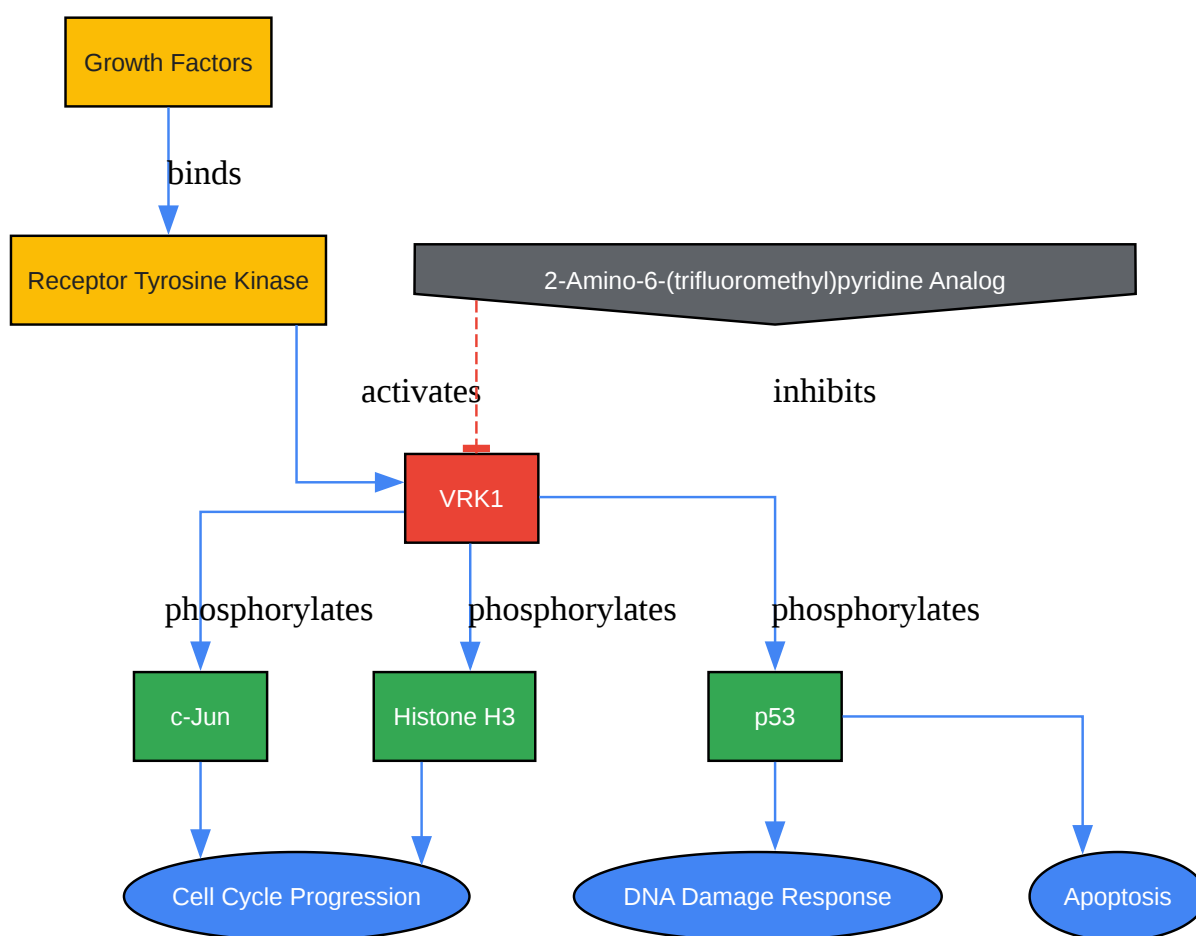 Growth Factors
binds
Receptor Tyrosine Kinase
2-Amino-6-(trifluoromethyl)pyridine Analog
activates
inhibits
VRK1
phosphorylates
phosphorylates
phosphorylates
c-Jun
Histone H3
p53
Cell Cycle Progression
DNA Damage Response
Apoptosis